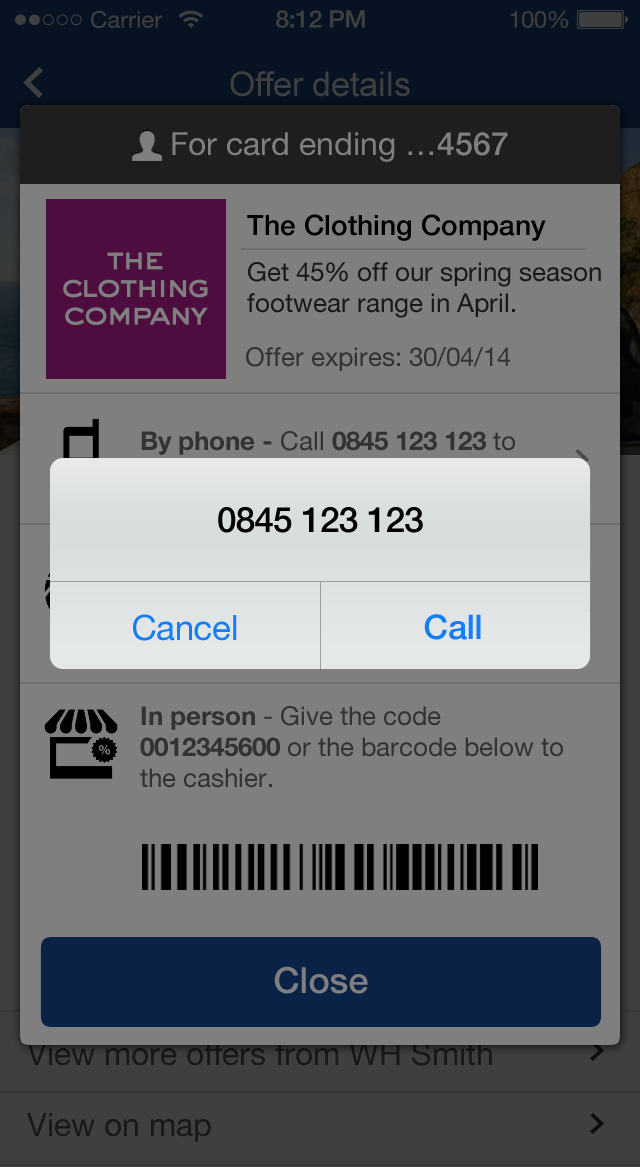 Carrier 8:12 PM 100%
Offer details
For card ending ...4567
THE
CLOTHING
COMPANY
The Clothing Company
Get 45% off our spring season
footwear range in April.
Offer expires: 30/04/14
By phone - Call 0845 123 123 to
0845 123 123
Cancel Call
In person - Give the code
0012345600 or the barcode below to
the cashier.
%
Close
View more offers from WH Smith
View on map